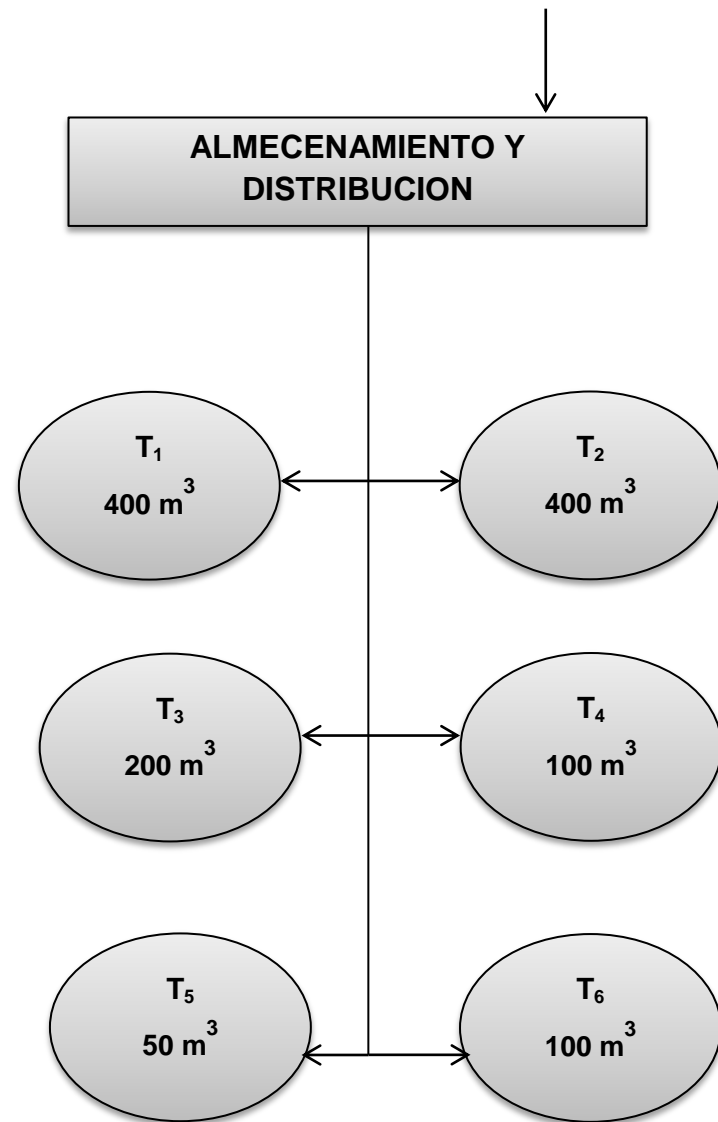 ALMECENAMIENTO Y
DISTRIBUCION
T₁
400 m³
T₂
400 m³
T₃
200 m³
T₄
100 m³
T₅
50 m³
T₆
100 m³